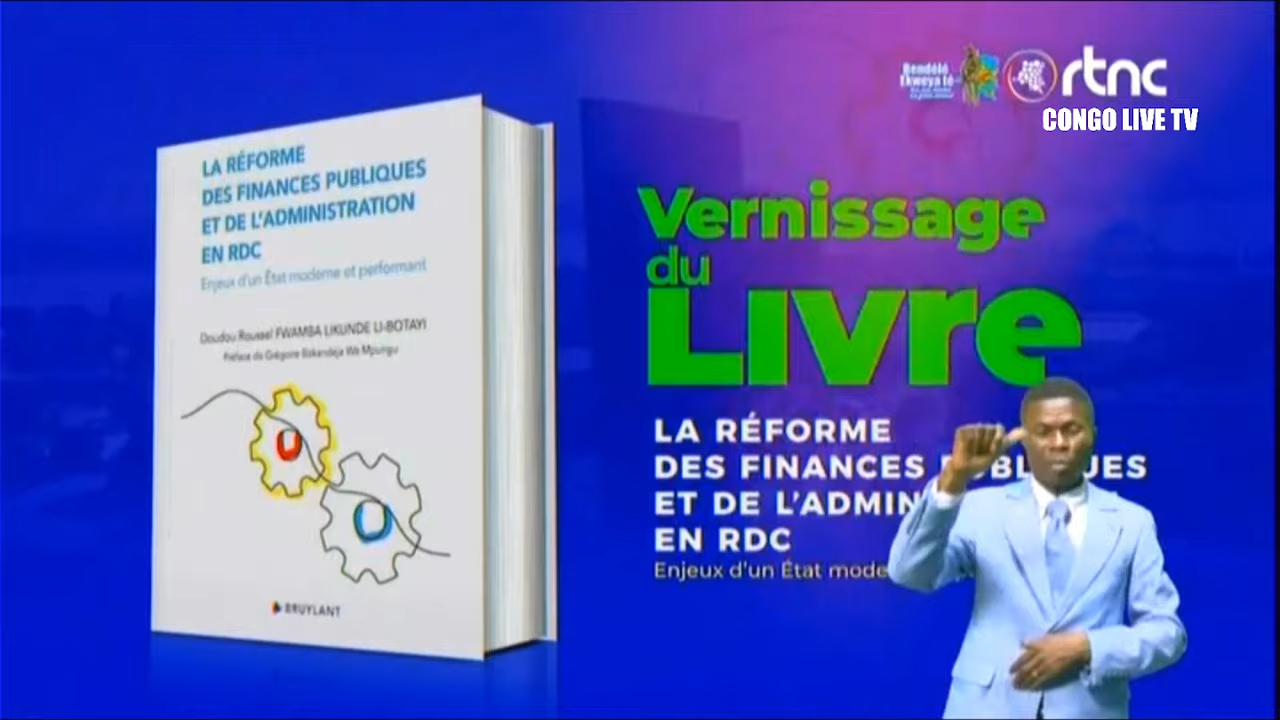 LA RÉFORME
DES FINANCES PUBLIQUES
ET DE L'ADMINISTRATION
EN RDC
Enjeux d'un État moderne et performant
Doudou Roussel FWAMBA LIKUNDE LI-BOTAYI
Préface de Grégoire Bakandeja Wa Mpungu
BRUYLANT
Bendélé
Ekweya té
rtnc
CONGO LIVE TV
Vernissage
du
Livre
LA RÉFORME
DES FINANCES
ET DE L'ADMIN
EN RDC
Enjeux d'un État mode